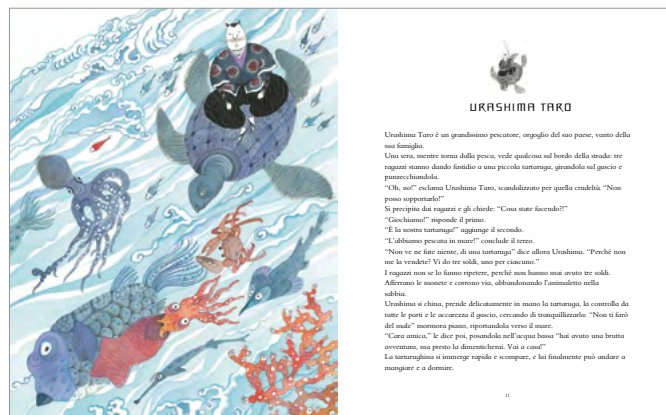 URASHIMA TARO
Urashima Taro è un grandissimo pescatore, orgoglio del suo paese, vanto della
sua famiglia.
Una sera, mentre torna dalla pesca, vede qualcosa sul bordo della strada: tre
ragazzi stanno dando fastidio a una piccola tartaruga, girandola sul guscio e
punzecchiandola.
“Oh, no!” esclama Urashima Taro, scandalizzato per quella crudeltà. “Non
posso sopportarlo!”
Si precipita dai ragazzi e gli chiede: “Cosa state facendo?!”
“Giochiamo!” risponde il primo.
“È la nostra tartaruga!” aggiunge il secondo.
“L’abbiamo pescata in mare!” conclude il terzo.
“Non ve ne fate niente, di una tartaruga” dice allora Urashima. “Perché non
me la vendete? Vi do tre soldi, uno per ciascuno.”
I ragazzi non se lo fanno ripetere, perché non hanno mai avuto tre soldi.
Afferrano le monete e corrono via, abbandonando l’animaletto nella
sabbia.
Urashima si china, prende delicatamente in mano la tartaruga, la controlla da
tutte le parti e le accarezza il guscio, cercando di tranquillizzarla: “Non ti farò
del male” mormora piano, riportandola verso il mare.
“Cara amica,” le dice poi, posandola nell’acqua bassa “hai avuto una brutta
avventura, ma presto la dimenticherai. Vai a casa!”
La tartarughina si immerge rapida e scompare, e lui finalmente può andare a
mangiare e a dormire.
11